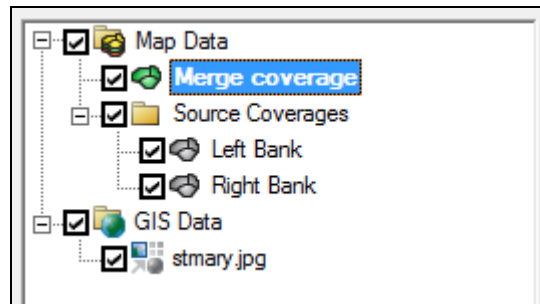 Map Data
Merge coverage
Source Coverages
Left Bank
Right Bank
GIS Data
stmary.jpg